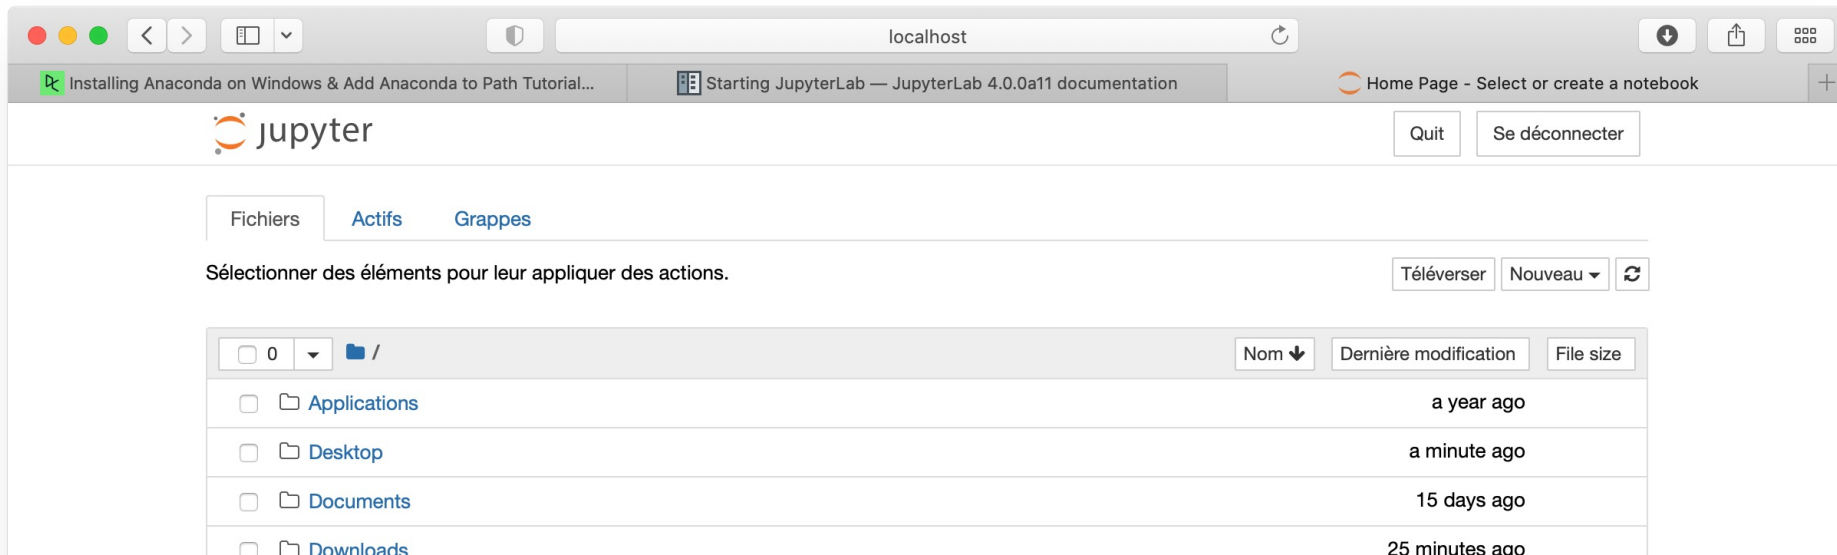 localhost
Installing Anaconda on Windows & Add Anaconda to Path Tutorial...
Starting JupyterLab — JupyterLab 4.0.0a11 documentation
Home Page - Select or create a notebook
jupyter
Quit
Se déconnecter
Fichiers
Actifs
Grappes
Sélectionner des éléments pour leur appliquer des actions.
Téléverser
Nouveau
0
/
Nom
Dernière modification
File size
Applications
a year ago
Desktop
a minute ago
Documents
15 days ago
Downloads
25 minutes ago